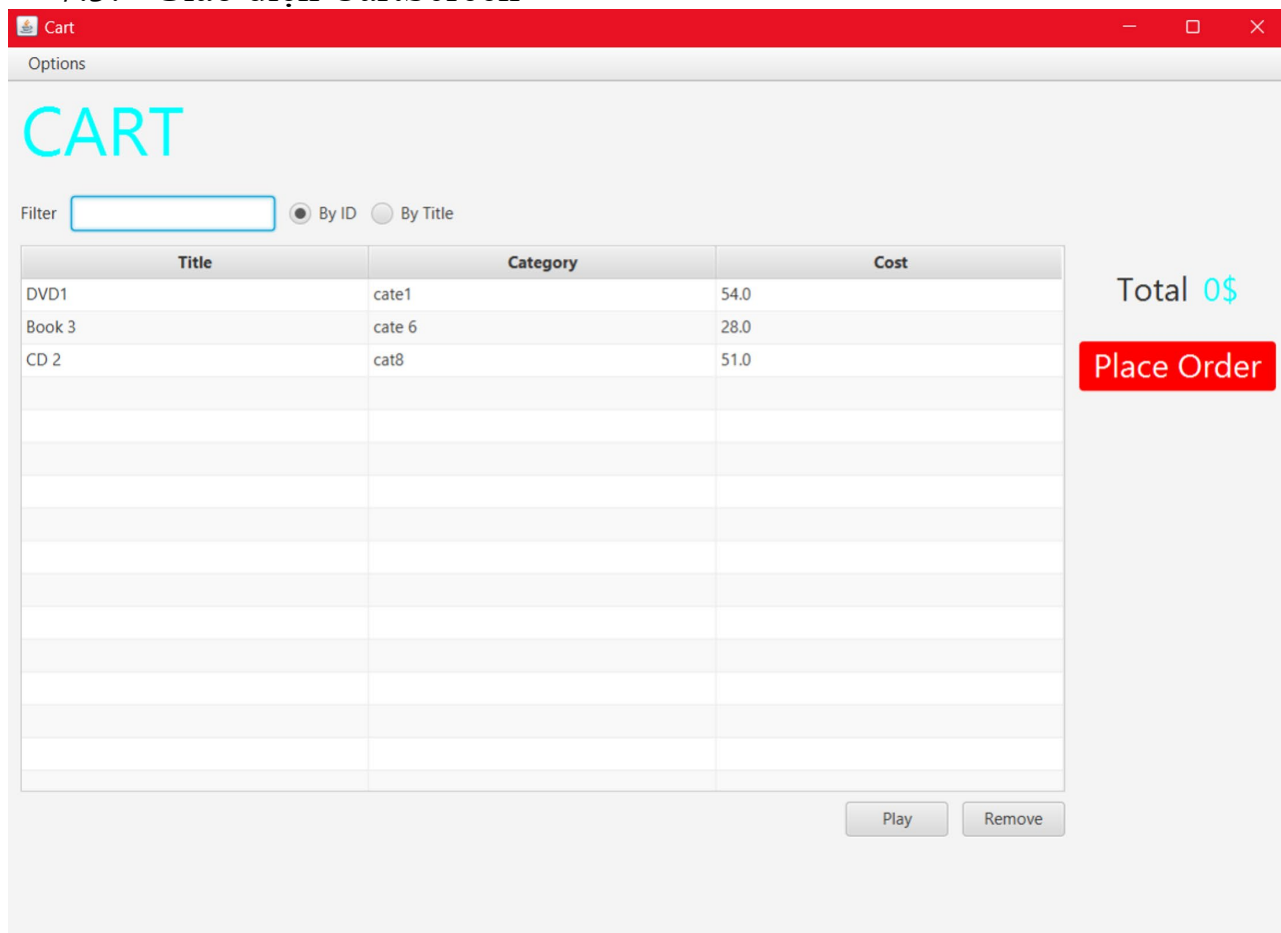 Cart
Options
CART
Filter By ID By Title
Title Category Cost
DVD1 cate1 54.0
Book 3 cate 6 28.0
CD 2 cat8 51.0
Total 0$
Place Order
Play Remove